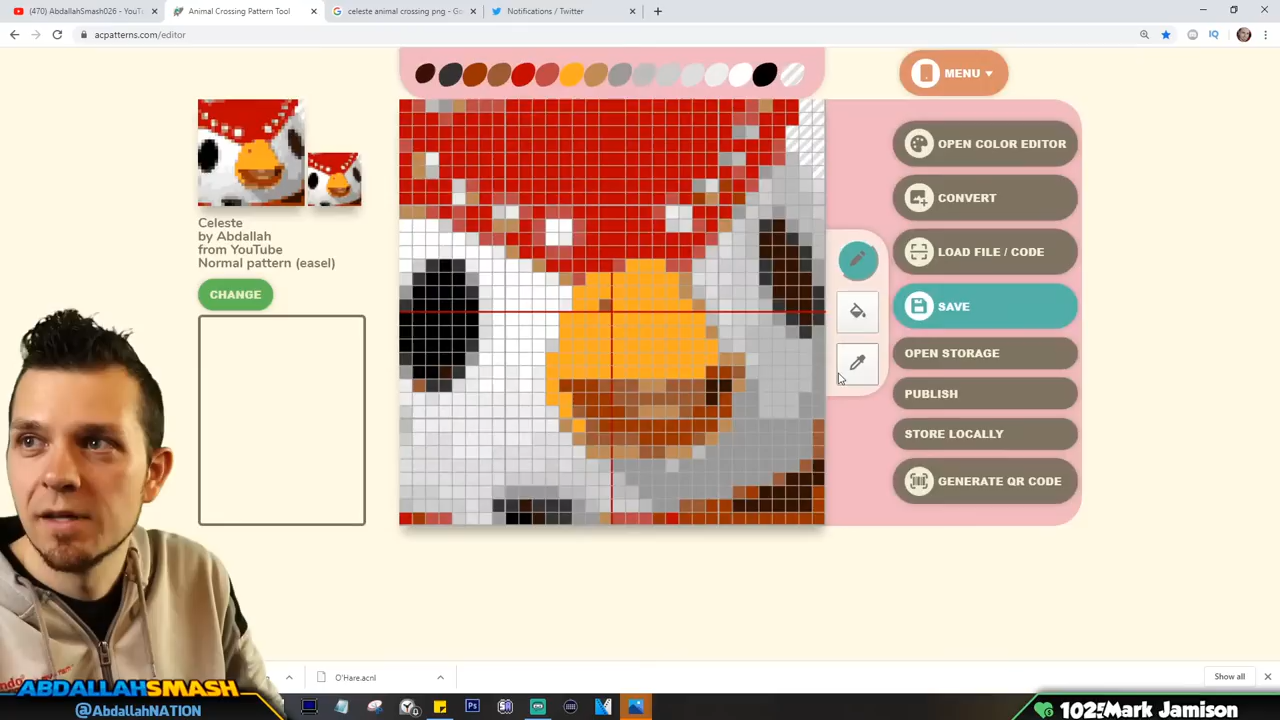 (470) AbdallahSmash026 - YouTu
Animal Crossing Pattern Tool
celeste animal crossing png - Go
Notifications / Twitter
acpatterns.com/editor
IQ
MENU
OPEN COLOR EDITOR
CONVERT
LOAD FILE / CODE
SAVE
OPEN STORAGE
PUBLISH
STORE LOCALLY
GENERATE QR CODE
Celeste
by Abdallah
from YouTube
Normal pattern (easel)
CHANGE
O'Hare.acnl
Show all
ABDALLAHSMASH
@AbdallahNATION
Mark Jamison